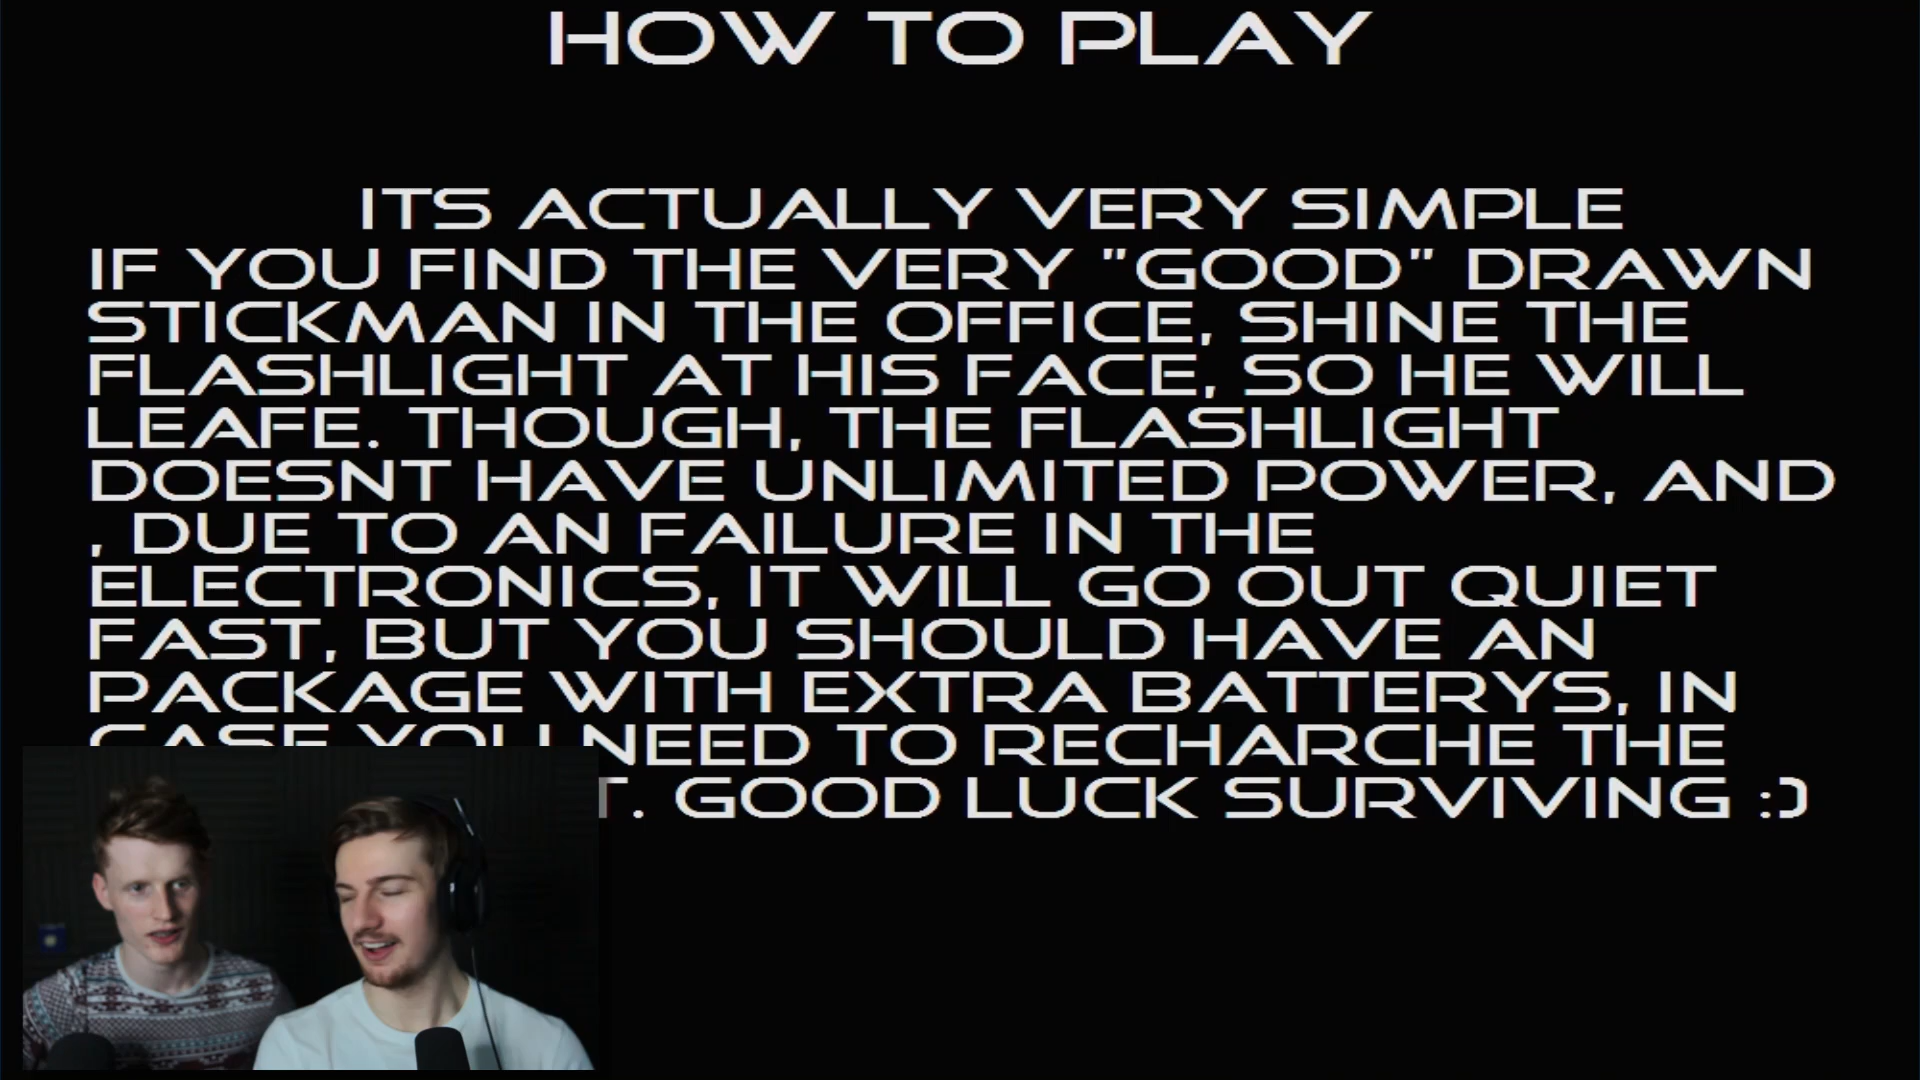 HOW TO PLAY
ITS ACTUALLY VERY SIMPLE
IF YOU FIND THE VERY "GOOD" DRAWN
STICKMAN IN THE OFFICE, SHINE THE
FLASHLIGHT AT HIS FACE, SO HE WILL
LEAFE. THOUGH, THE FLASHLIGHT
DOESNT HAVE UNLIMITED POWER, AND
, DUE TO AN FAILURE IN THE
ELECTRONICS, IT WILL GO OUT QUIET
FAST, BUT YOU SHOULD HAVE AN
PACKAGE WITH EXTRA BATTERYS, IN
CASE YOU NEED TO RECHARCHE THE
. GOOD LUCK SURVIVING :)